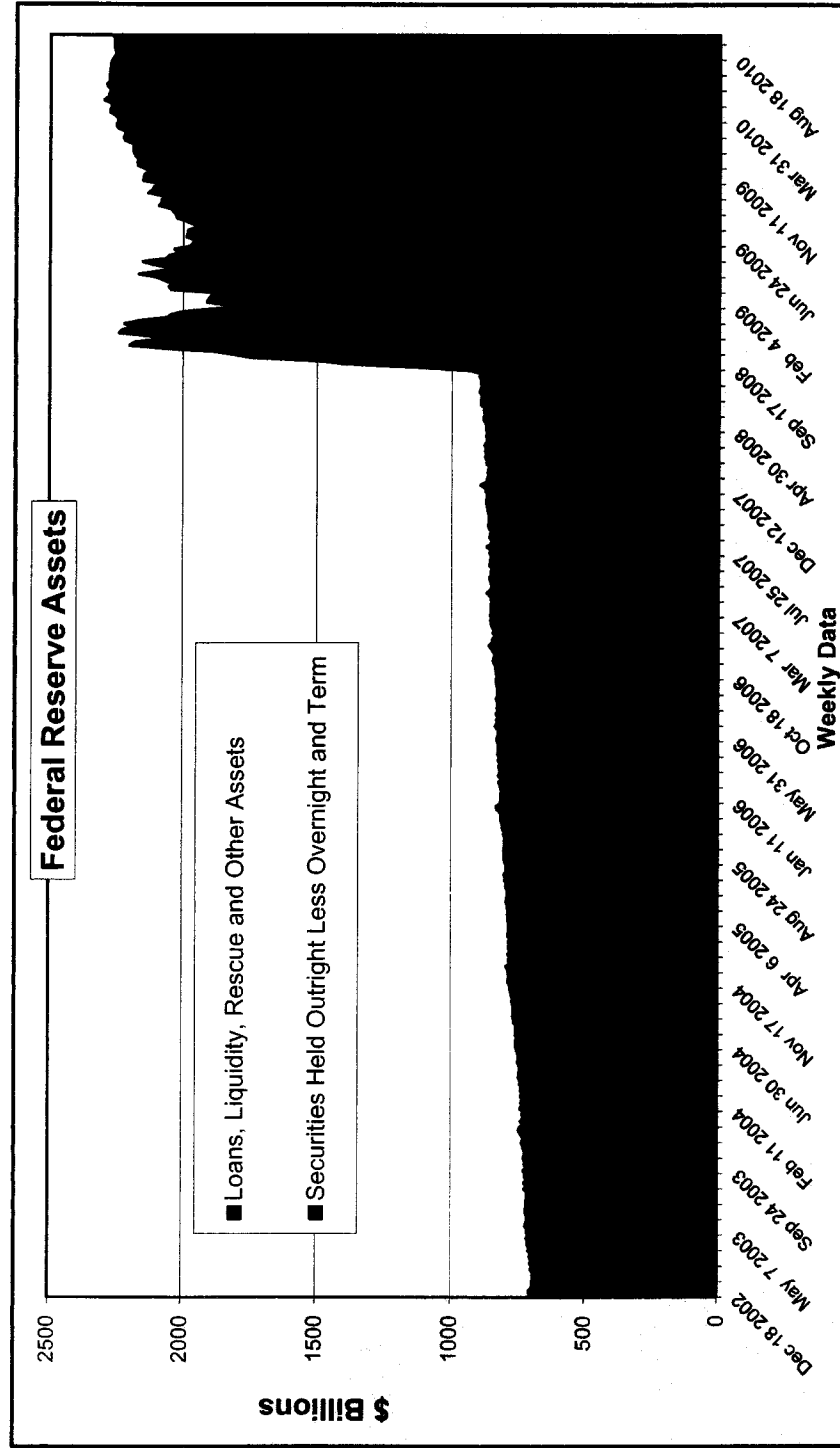 Federal Reserve Assets
$ Billions
2500
2000
1500
1000
500
0
Loans, Liquidity, Rescue and Other Assets
Securities Held Outright Less Overnight and Term
Dec 18 2002
May 7 2003
Sep 24 2003
Feb 11 2004
Jun 30 2004
Nov 17 2004
Apr 6 2005
Aug 24 2005
Jan 11 2006
May 31 2006
Oct 18 2006
Mar 7 2007
Jul 25 2007
Dec 12 2007
Apr 30 2008
Sep 17 2008
Feb 4 2009
Jun 24 2009
Nov 11 2009
Mar 31 2010
Aug 18 2010
Weekly Data